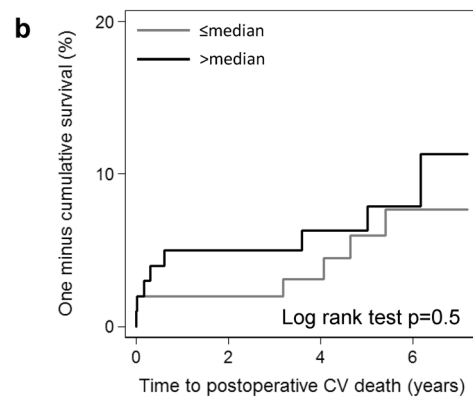 b
One minus cumulative survival (%)
20
10
0
≤median
>median
Log rank test p=0.5
0 2 4 6
Time to postoperative CV death (years)